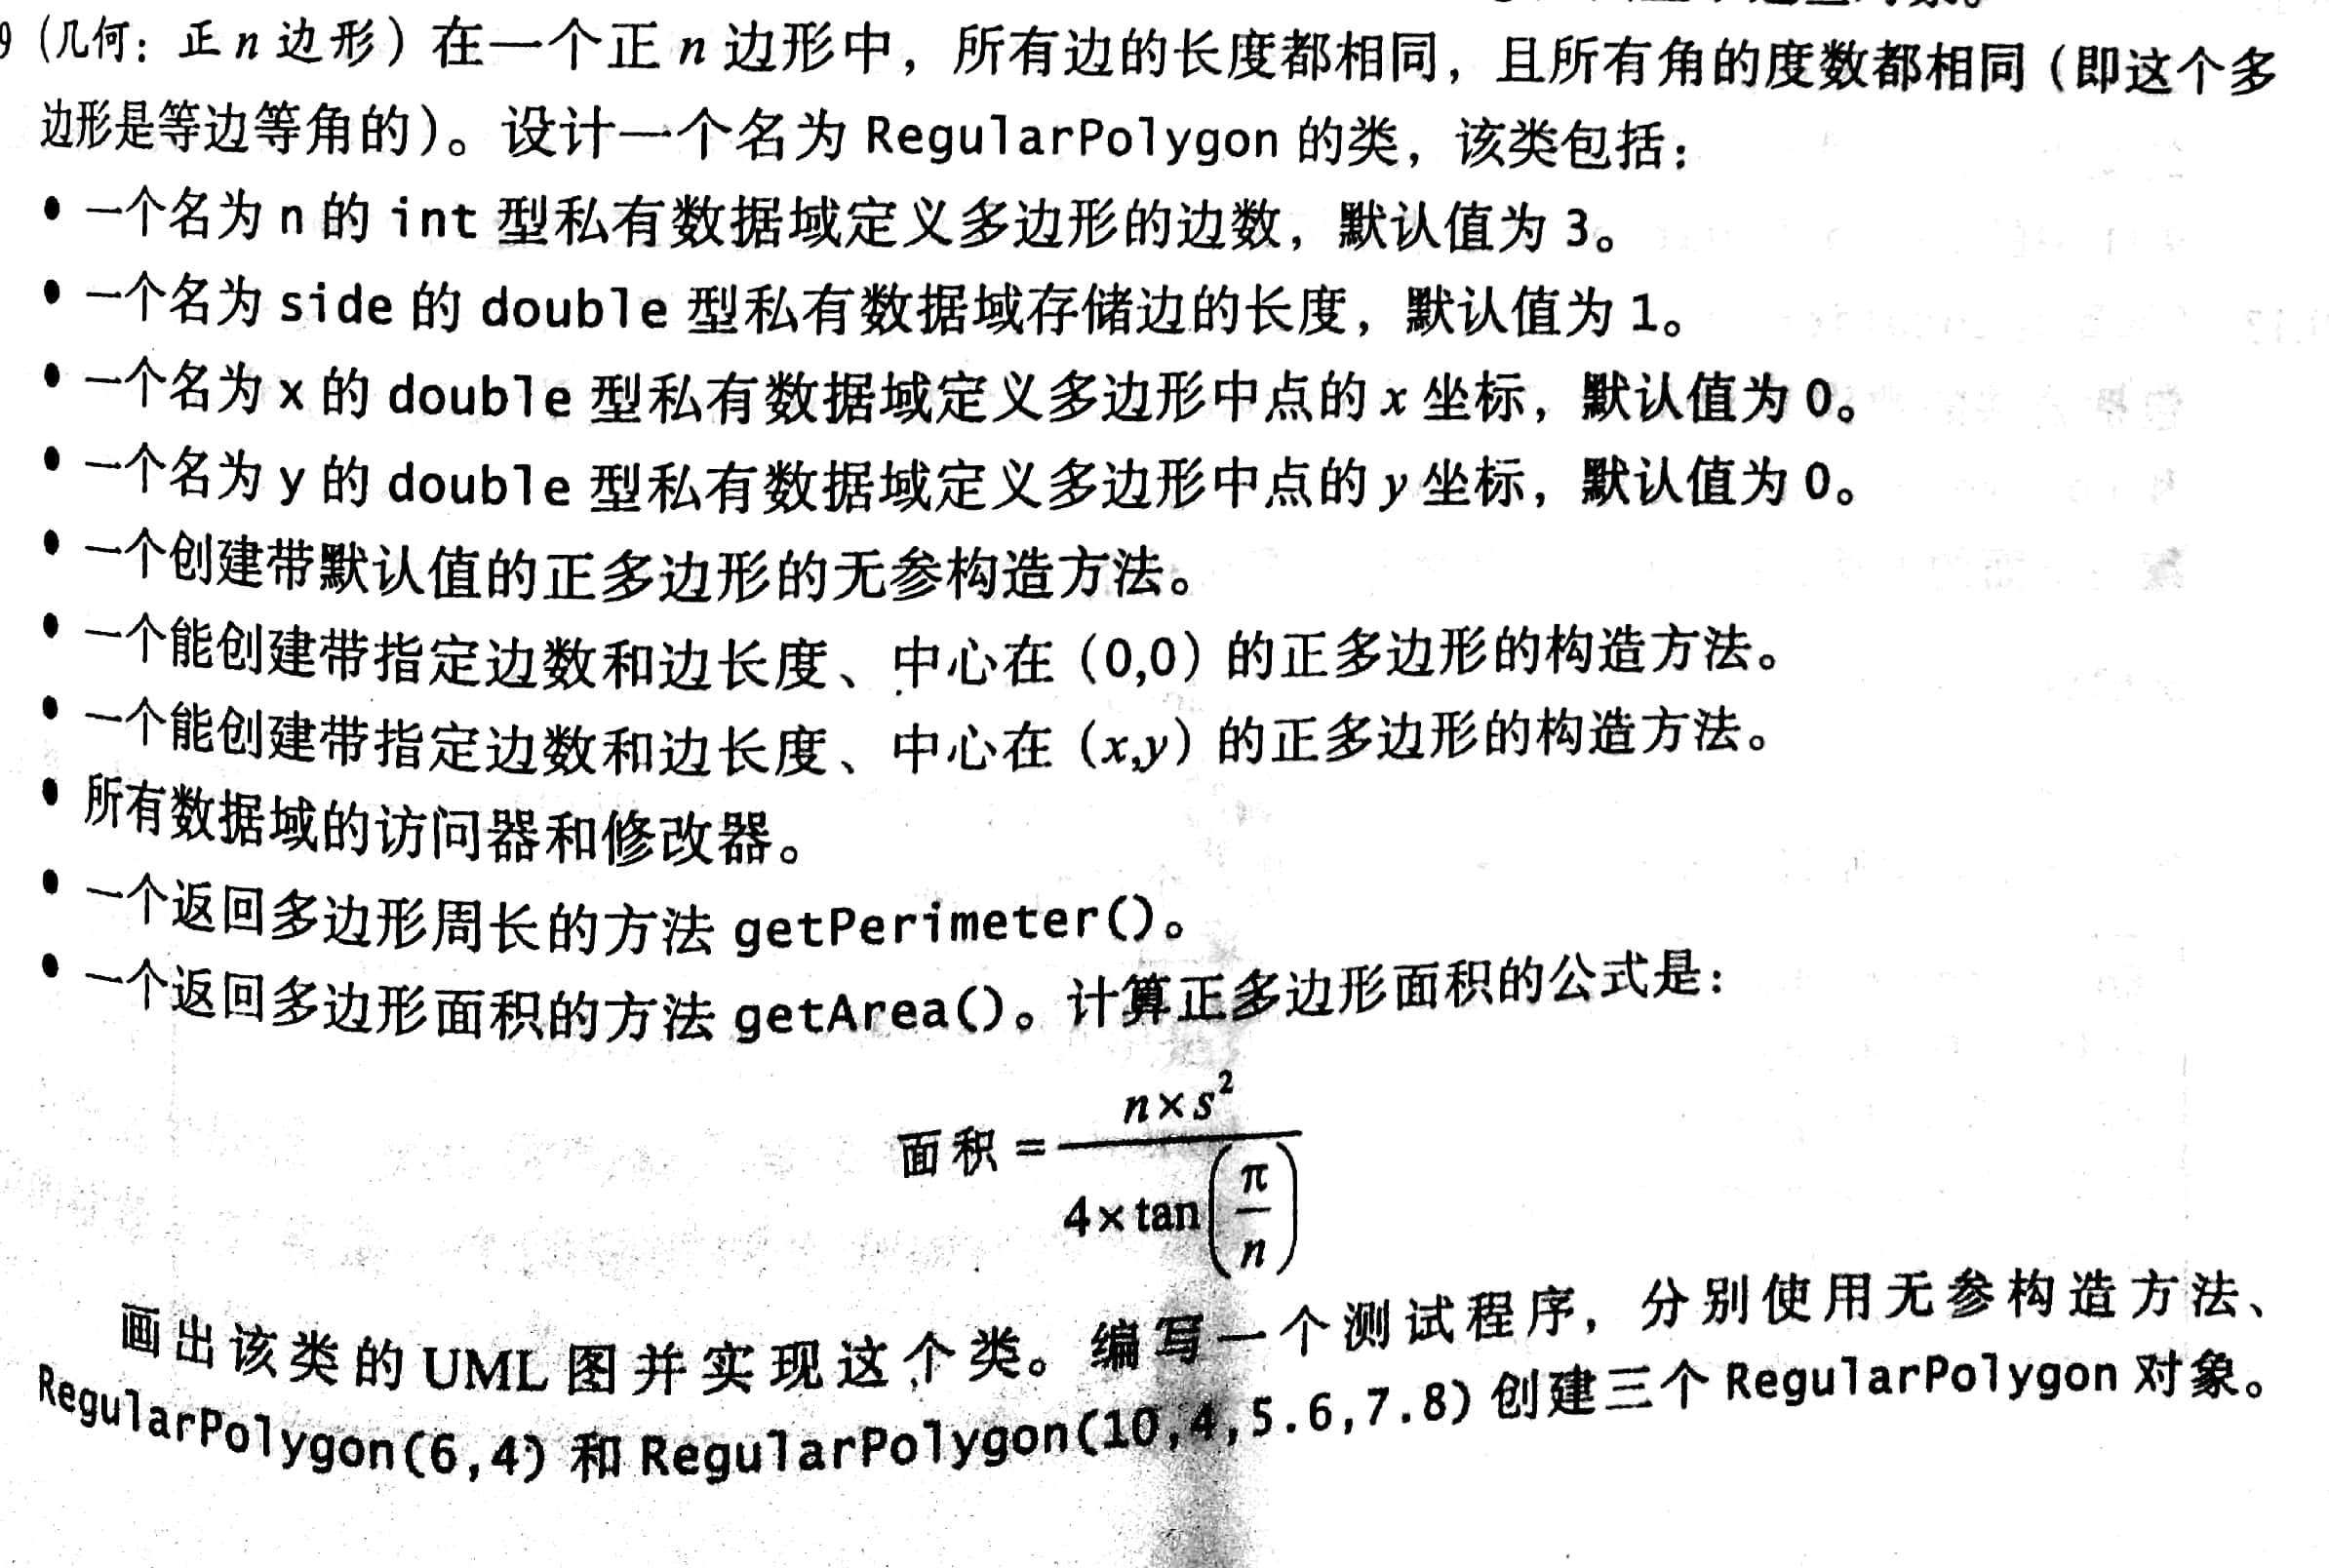 9 (几何：正 n 边形) 在一个正 n 边形中，所有边的长度都相同，且所有角的度数都相同 (即这个多
边形是等边等角的)。设计一个名为 RegularPolygon 的类，该类包括：
• 一个名为 n 的 int 型私有数据域定义多边形的边数，默认值为 3。
• 一个名为 side 的 double 型私有数据域存储边的长度，默认值为 1。
• 一个名为 x 的 double 型私有数据域定义多边形中点的 x 坐标，默认值为 0。
• 一个名为 y 的 double 型私有数据域定义多边形中点的 y 坐标，默认值为 0。
• 一个创建带默认值的正多边形的无参构造方法。
• 一个能创建带指定边数和边长度、中心在 (0,0) 的正多边形的构造方法。
• 一个能创建带指定边数和边长度、中心在 (x,y) 的正多边形的构造方法。
• 所有数据域的访问器和修改器。
• 一个返回多边形周长的方法 getPerimeter()。
• 一个返回多边形面积的方法 getArea()。计算正多边形面积的公式是：
面积 = \frac{n×s^2}{4×tan(\frac{π}{n})}
画出该类的 UML 图并实现这个类。编写一个测试程序，分别使用无参构造方法、
RegularPolygon(6,4) 和 RegularPolygon(10,4,5.6,7.8) 创建三个 RegularPolygon 对象。